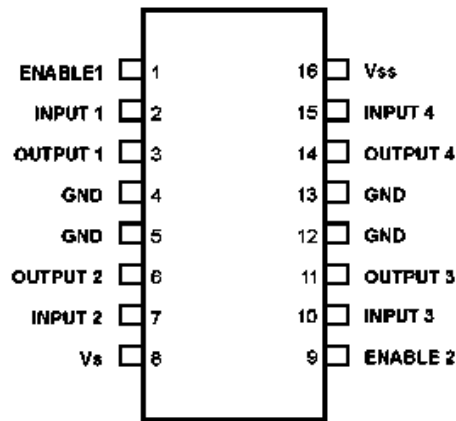 ENABLE1 1 16 Vss
INPUT 1 2 15 INPUT 4
OUTPUT 1 3 14 OUTPUT 4
GND 4 13 GND
GND 5 12 GND
OUTPUT 2 6 11 OUTPUT 3
INPUT 2 7 10 INPUT 3
Vs 8 9 ENABLE 2